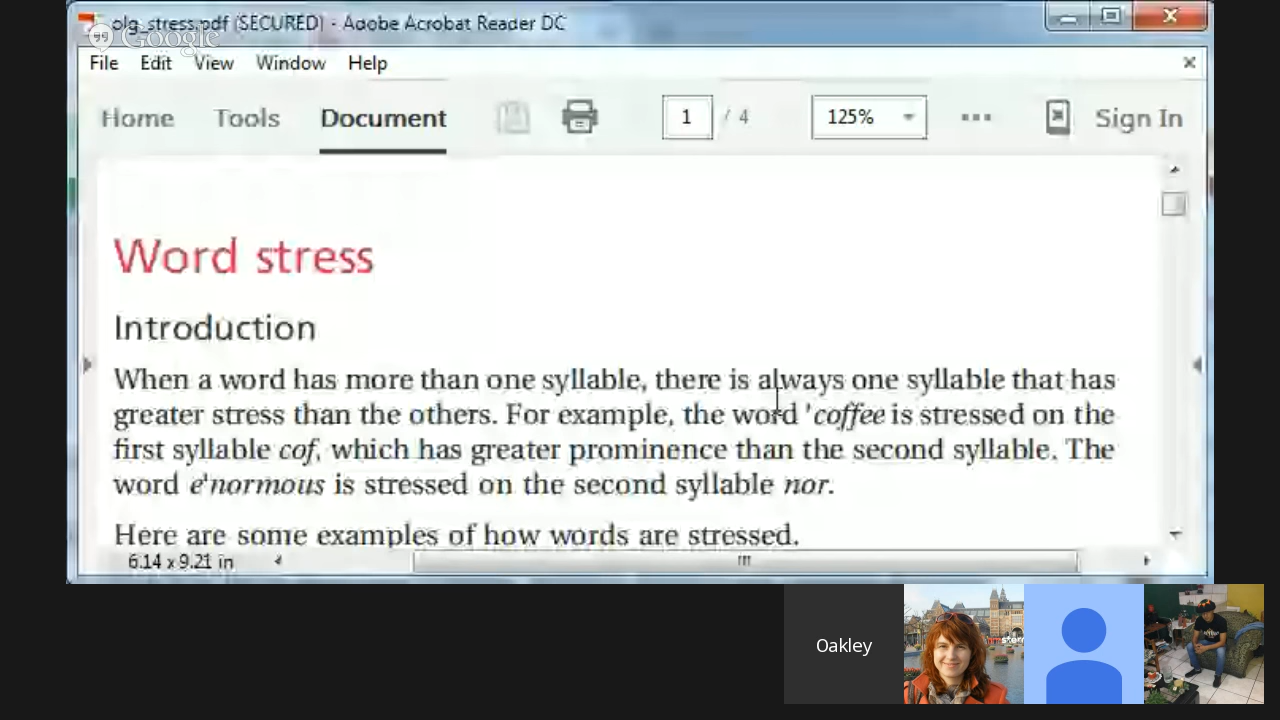 olg_stress.pdf (SECURED) - Adobe Acrobat Reader DC
Google
File Edit View Window Help
Home Tools Document 1 / 4 125% Sign In
Word stress
Introduction
When a word has more than one syllable, there is always one syllable that has
greater stress than the others. For example, the word 'coffee is stressed on the
first syllable cof, which has greater prominence than the second syllable. The
word e'normous is stressed on the second syllable nor.
Here are some examples of how words are stressed.
6.14 x 9.21 in
Oakley